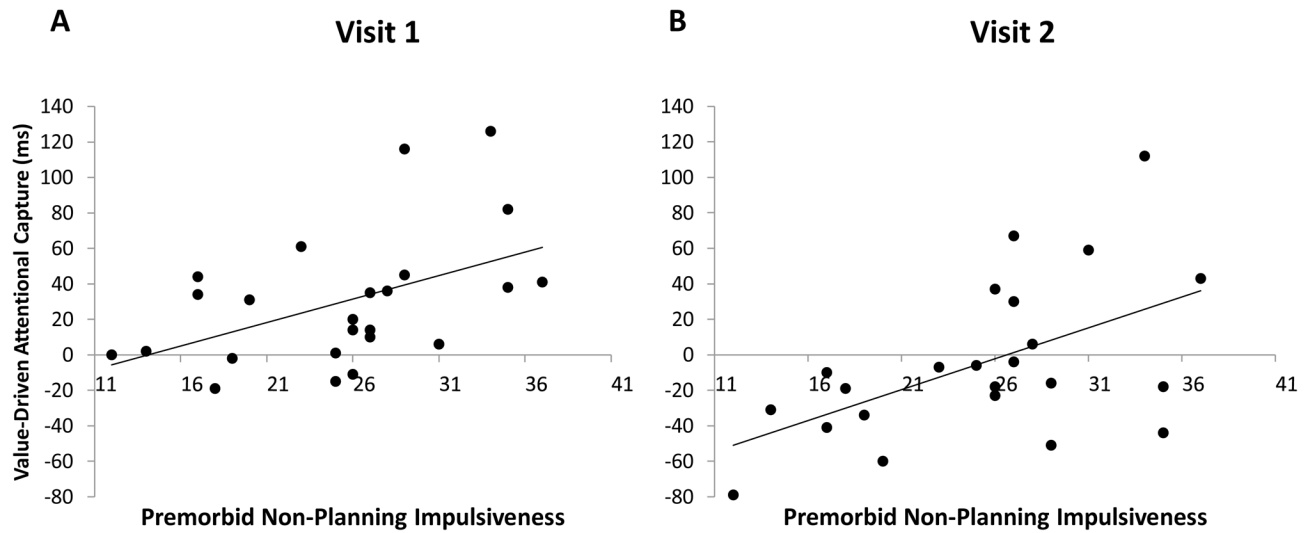 A
Visit 1
Value-Driven Attentional Capture (ms)
140
120
100
80
60
40
20
0
-20
-40
-60
-80
11 16 21 26 31 36 41
Premorbid Non-Planning Impulsiveness
B
Visit 2
140
120
100
80
60
40
20
0
-20
-40
-60
-80
11 16 21 26 31 36 41
Premorbid Non-Planning Impulsiveness